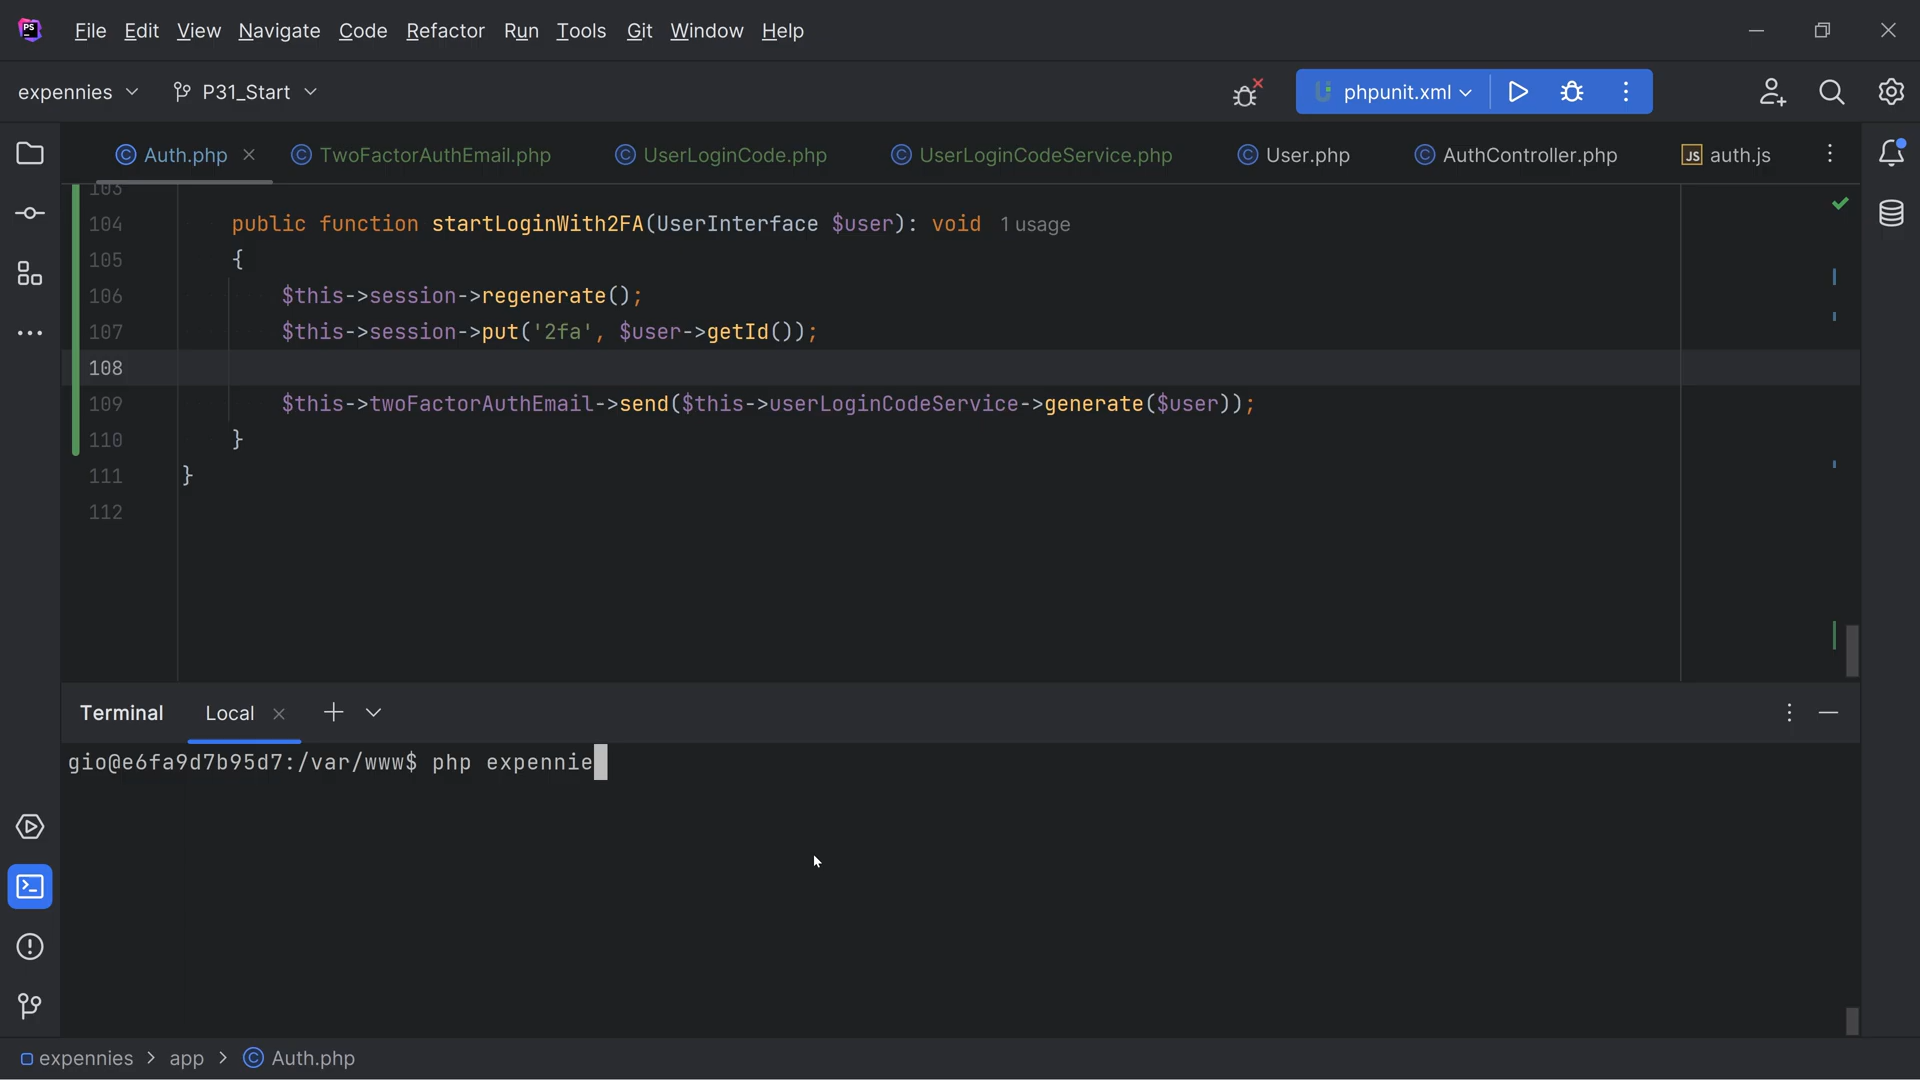 PS File Edit View Navigate Code Refactor Run Tools Git Window Help
expennies P31_Start phpunit.xml
Auth.php TwoFactorAuthEmail.php UserLoginCode.php UserLoginCodeService.php User.php AuthController.php JS auth.js
103
104 public function startLoginWith2FA(UserInterface $user): void 1 usage
105 {
106 $this->session->regenerate();
107 $this->session->put('2fa', $user->getId());
108
109 $this->twoFactorAuthEmail->send($this->userLoginCodeService->generate($user));
110 }
111 }
112
Terminal Local
gio@e6fa9d7b95d7:/var/www$ php expennie
expennies > app > Auth.php